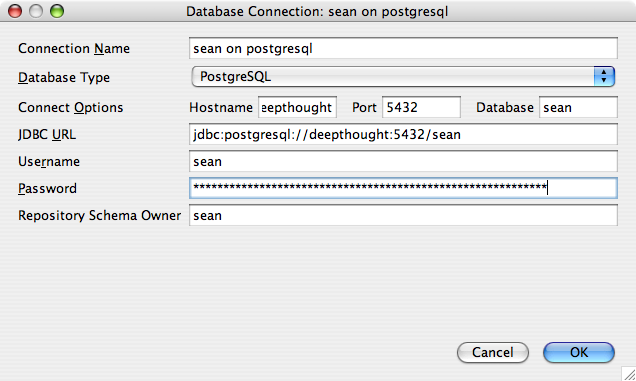 Database Connection: sean on postgresql
Connection Name sean on postgresql
Database Type PostgreSQL
Connect Options Hostname eepthought Port 5432 Database sean
JDBC URL jdbc:postgresql://deepthought:5432/sean
Username sean
Password ***********************************************************
Repository Schema Owner sean
Cancel OK